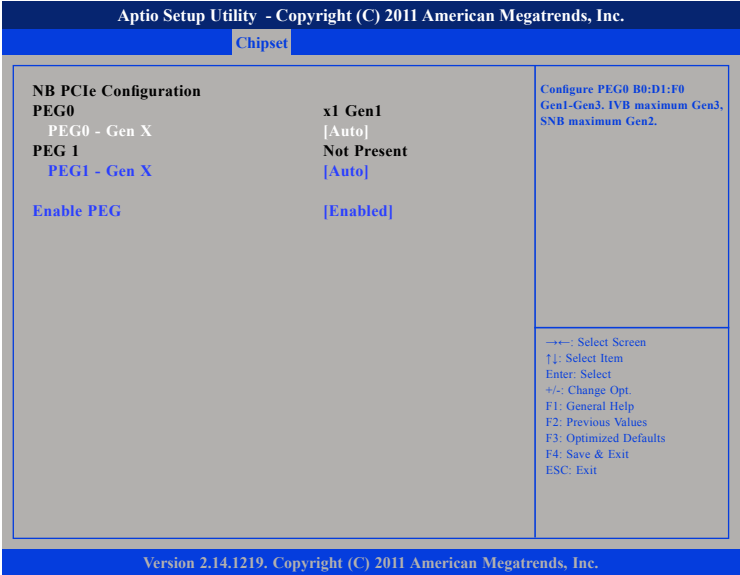 Aptio Setup Utility - Copyright (C) 2011 American Megatrends, Inc.
Chipset
NB PCIe Configuration
PEG0 x1 Gen1
PEG0 - Gen X [Auto]
PEG 1 Not Present
PEG1 - Gen X [Auto]
Enable PEG [Enabled]
Configure PEG0 B0:D1:F0
Gen1-Gen3. IVB maximum Gen3,
SNB maximum Gen2.
→←: Select Screen
↑↓: Select Item
Enter: Select
+/-: Change Opt.
F1: General Help
F2: Previous Values
F3: Optimized Defaults
F4: Save & Exit
ESC: Exit
Version 2.14.1219. Copyright (C) 2011 American Megatrends, Inc.